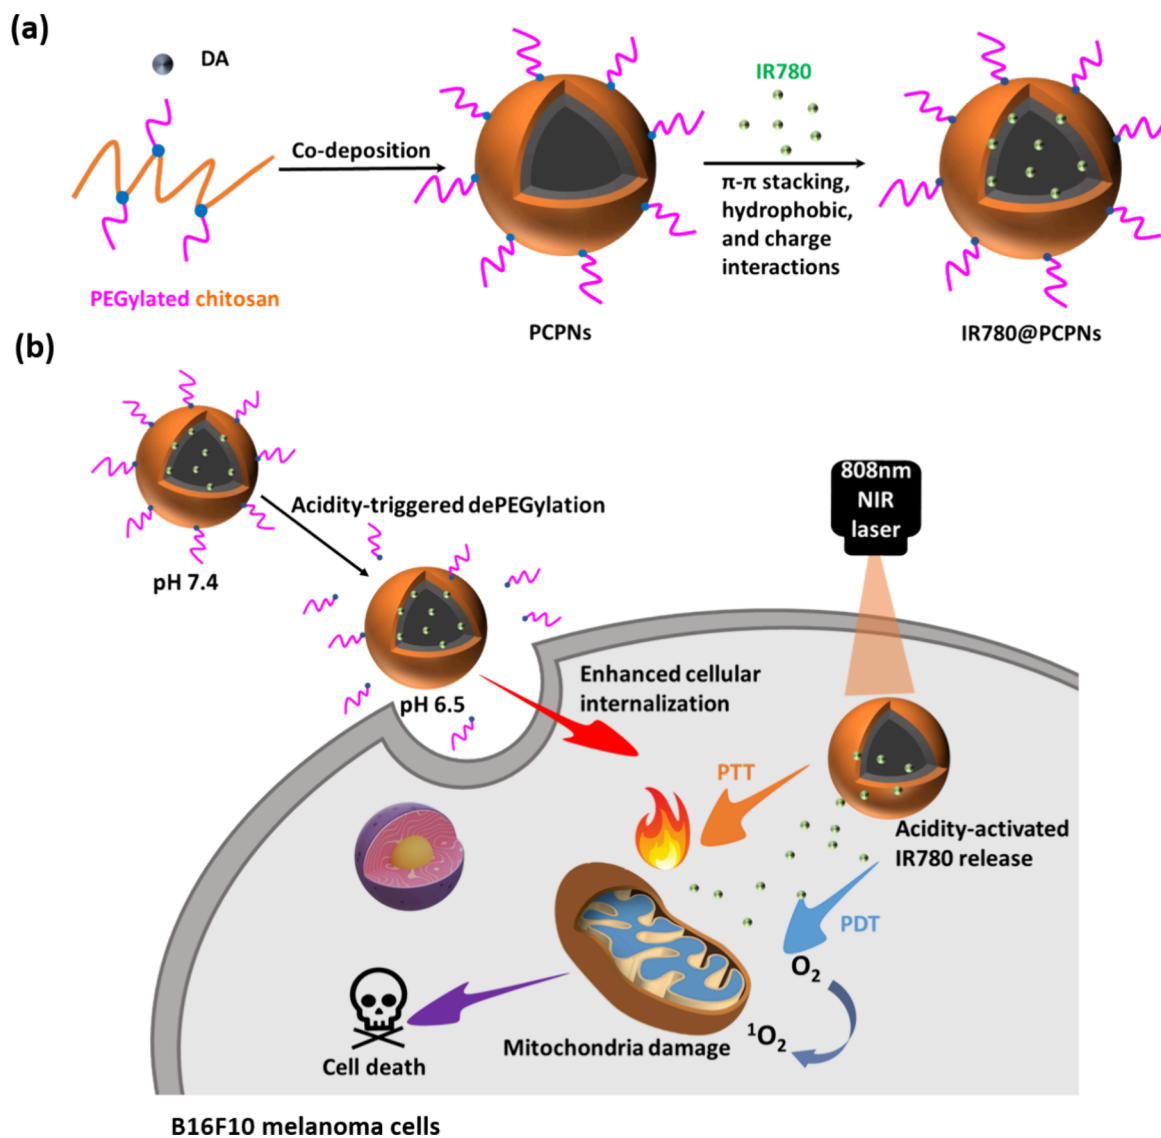 (a)
DA
Co-deposition
PEGylated chitosan
PCPNs
IR780
π-π stacking,
hydrophobic,
and charge
interactions
IR780@PCPNs
(b)
pH 7.4
Acidity-triggered dePEGylation
pH 6.5
Enhanced cellular
internalization
808nm
NIR
laser
PTT
Acidity-activated
IR780 release
PDT
O₂
¹O₂
Mitochondria damage
Cell death
B16F10 melanoma cells